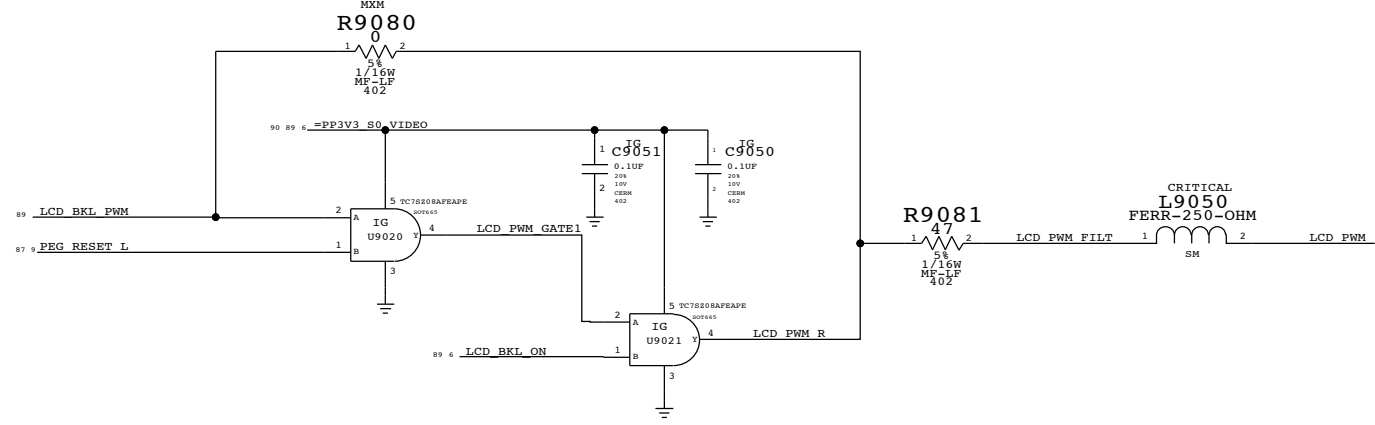 MXM
R9080
0
1 2
5%
1/16W
MF-LF
402
90 89 6 =PP3V3_S0_VIDEO
IG
C9051
1
0.1UF
20%
10V
CERM
402
2
IG
C9050
1
0.1UF
20%
10V
CERM
402
2
89 LCD_BKL_PWM
87 9 PEG_RESET_L
5 TC7SZ08AFEAPE
SOT665
2 A
IG
U9020
Y 4
1 B
3
LCD_PWM_GATE1
89 6 LCD_BKL_ON
5 TC7SZ08AFEAPE
SOT665
2 A
IG
U9021
Y 4
1 B
3
LCD_PWM_R
R9081
47
1 2
5%
1/16W
MF-LF
402
LCD_PWM_FILT
CRITICAL
L9050
FERR-250-OHM
1 2
SM
LCD_PWM